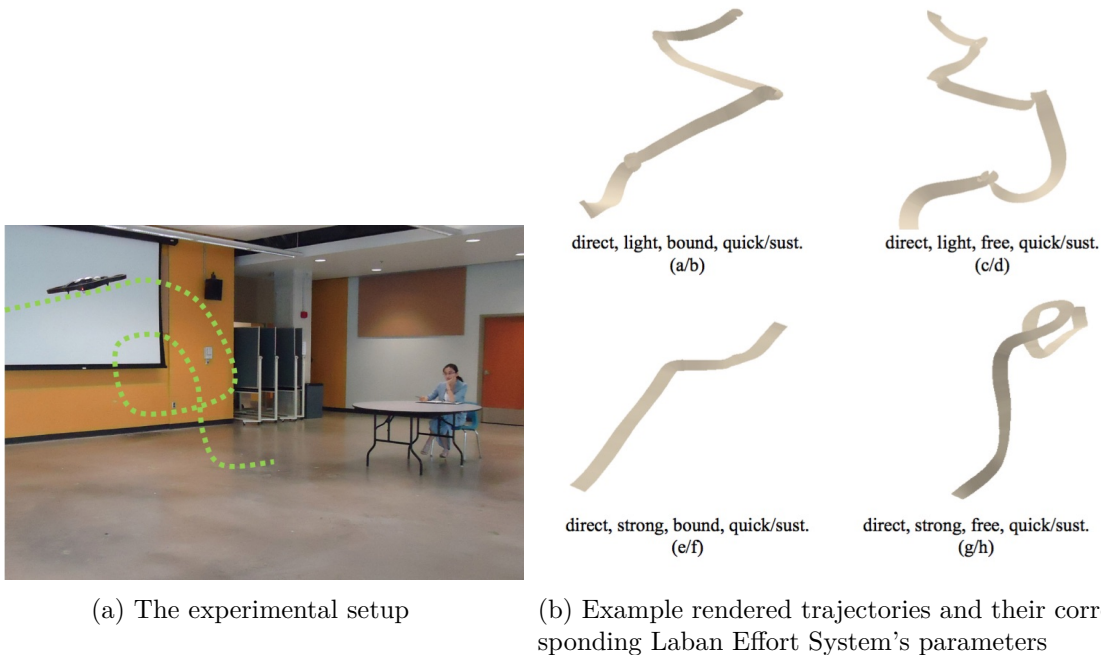 direct, light, bound, quick/sust.
(a/b)
direct, light, free, quick/sust.
(c/d)
direct, strong, bound, quick/sust.
(e/f)
direct, strong, free, quick/sust.
(g/h)
(a) The experimental setup
(b) Example rendered trajectories and their corr
sponding Laban Effort System's parameters